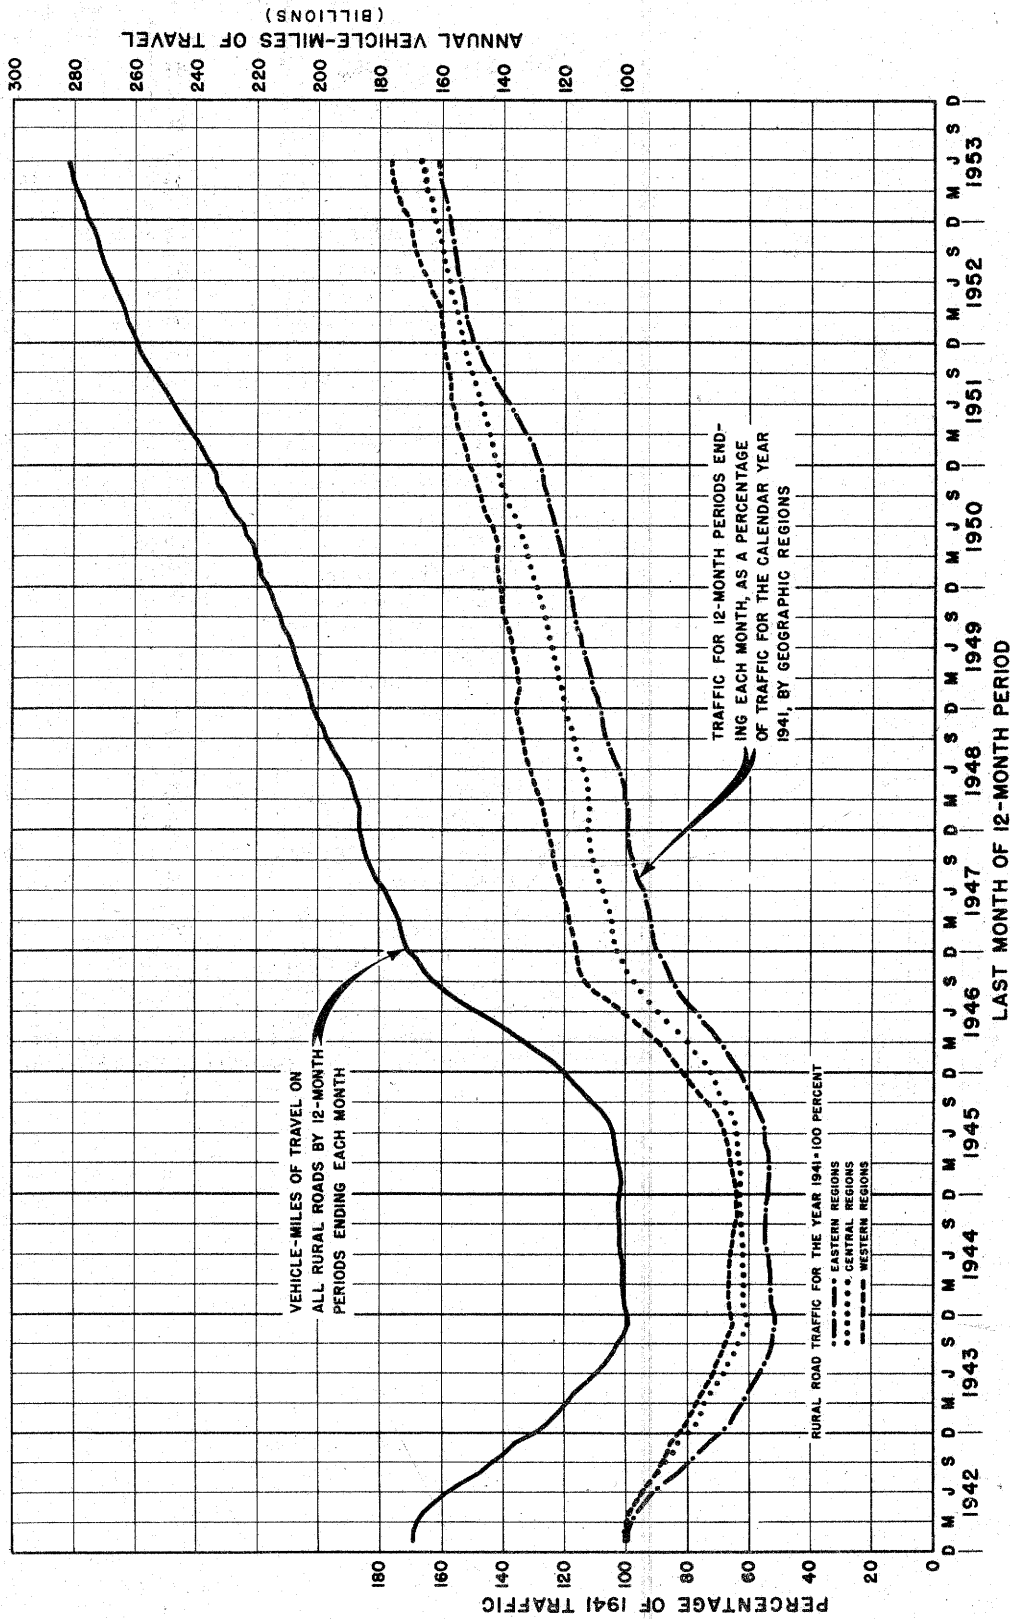 ANNUAL VEHICLE-MILES OF TRAVEL
(BILLIONS)
300
280
260
240
220
200
180
160
140
120
100
PERCENTAGE OF 1941 TRAFFIC
180
160
140
120
100
80
60
40
20
0
VEHICLE-MILES OF TRAVEL ON
ALL RURAL ROADS BY 12-MONTH
PERIODS ENDING EACH MONTH
TRAFFIC FOR 12-MONTH PERIODS END-
ING EACH MONTH, AS A PERCENTAGE
OF TRAFFIC FOR THE CALENDAR YEAR
1941, BY GEOGRAPHIC REGIONS
RURAL ROAD TRAFFIC FOR THE YEAR 1941=100 PERCENT
EASTERN REGIONS
CENTRAL REGIONS
WESTERN REGIONS
D M J S D M J S D M J S D M J S D M J S D M J S D M J S D M J S D M J S D M J S D M J S D M J S D
1942 1943 1944 1945 1946 1947 1948 1949 1950 1951 1952 1953
LAST MONTH OF 12-MONTH PERIOD